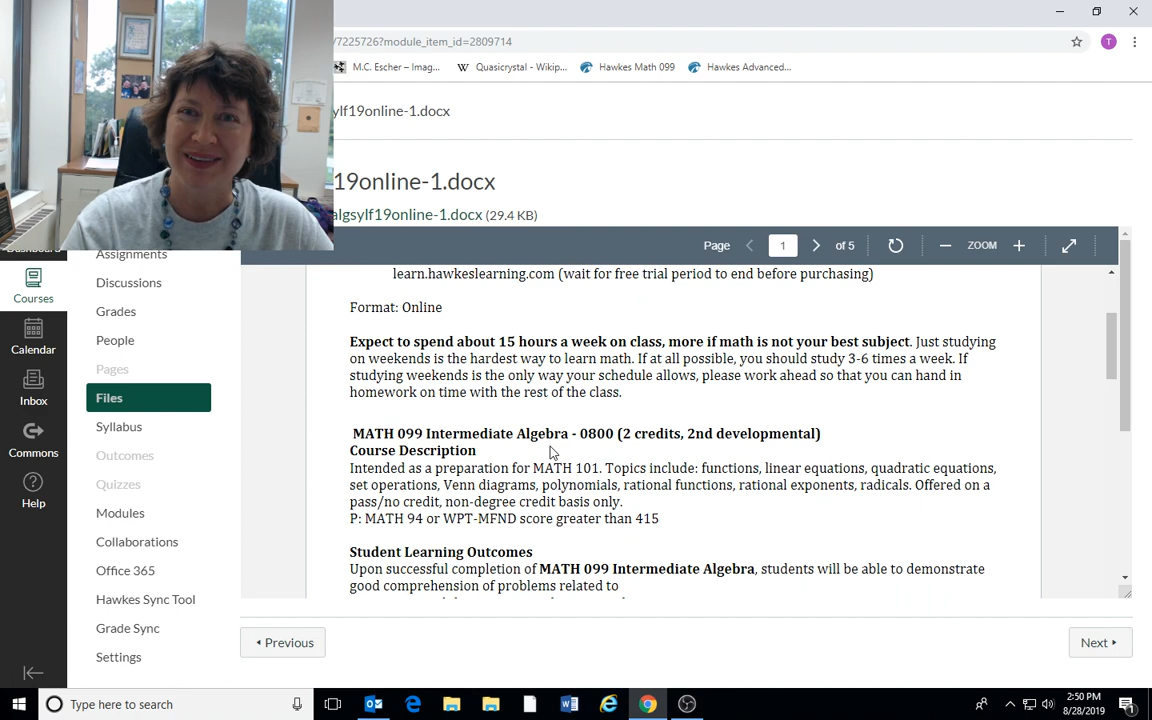 /7225726?module_item_id=2809714
T
M.C. Escher – Imag...
W Quasicrystal - Wikip...
Hawkes Math 099
Hawkes Advanced...
ylf19online-1.docx
19online-1.docx
algsylf19online-1.docx (29.4 KB)
Page 1 of 5 ZOOM
learn.hawkeslearning.com (wait for free trial period to end before purchasing)
Format: Online
Expect to spend about 15 hours a week on class, more if math is not your best subject. Just studying
on weekends is the hardest way to learn math. If at all possible, you should study 3-6 times a week. If
studying weekends is the only way your schedule allows, please work ahead so that you can hand in
homework on time with the rest of the class.
MATH 099 Intermediate Algebra - 0800 (2 credits, 2nd developmental)
Course Description
Intended as a preparation for MATH 101. Topics include: functions, linear equations, quadratic equations,
set operations, Venn diagrams, polynomials, rational functions, rational exponents, radicals. Offered on a
pass/no credit, non-degree credit basis only.
P: MATH 94 or WPT-MFND score greater than 415
Student Learning Outcomes
Upon successful completion of MATH 099 Intermediate Algebra, students will be able to demonstrate
good comprehension of problems related to
Courses
Calendar
Inbox
Commons
Help
Assignments
Discussions
Grades
People
Pages
Files
Syllabus
Outcomes
Quizzes
Modules
Collaborations
Office 365
Hawkes Sync Tool
Grade Sync
Settings
Previous
Next
Type here to search
2:50 PM
8/28/2019
1